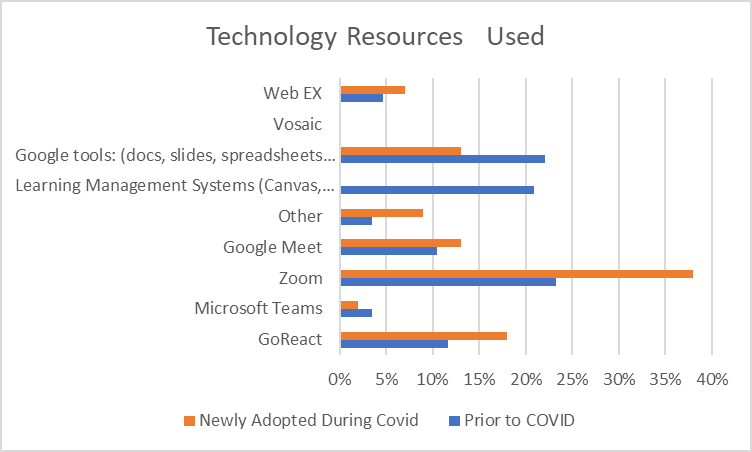 Technology Resources Used
Web EX
Vosaic
Google tools: (docs, slides, spreadsheets...
Learning Management Systems (Canvas,...
Other
Google Meet
Zoom
Microsoft Teams
GoReact
0% 5% 10% 15% 20% 25% 30% 35% 40%
Newly Adopted During Covid Prior to COVID